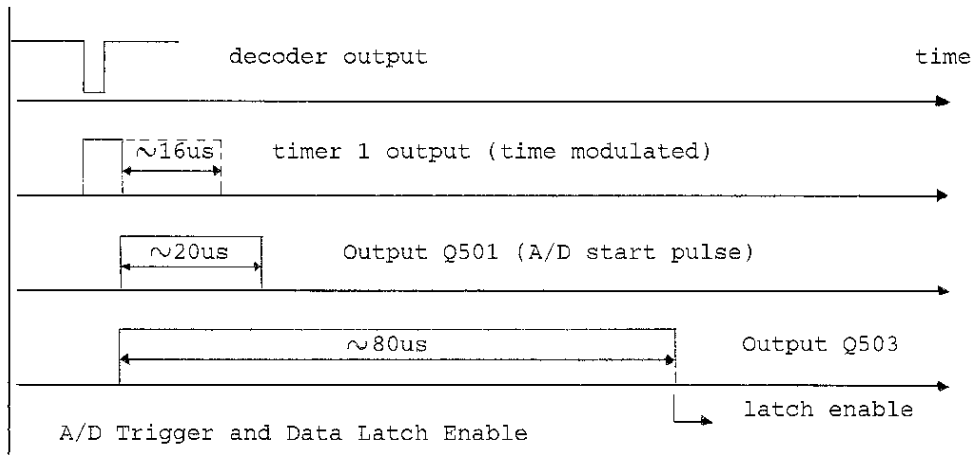 decoder output
time
~16us
timer 1 output (time modulated)
~20us
Output Q501 (A/D start pulse)
~80us
Output Q503
latch enable
A/D Trigger and Data Latch Enable